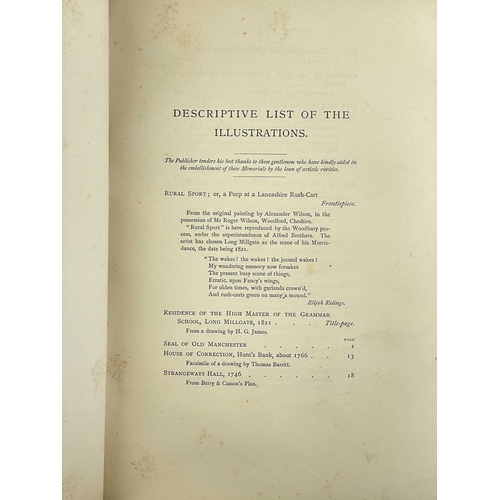 DESCRIPTIVE LIST OF THE
ILLUSTRATIONS.
The Publisher tenders his best thanks to those gentlemen who have kindly aided in
the embellishment of these Memorials by the loan of artistic rarities.
RURAL SPORT; or, a Peep at a Lancashire Rush-Cart
Frontispiece.
From the original painting by Alexander Wilson, in the
possession of Mr Roger Wilson, Woodford, Cheshire.
"Rural Sport" is here reproduced by the Woodbury pro-
cess, under the superintendence of Alfred Brothers. The
artist has chosen Long Millgate as the scene of his Morris-
dance, the date being 1821.
"The wakes! the wakes! the jocund wakes!
My wandering memory now forsakes
The present busy scene of things,
Erratic, upon Fancy's wings,
For olden times, with garlands crown'd,
And rush-carts green on many a mound."
Elijah Ridings.
RESIDENCE OF THE HIGH MASTER OF THE GRAMMAR
SCHOOL, LONG MILLGATE, 1821 . . . Title-page.
From a drawing by H. G. James.
PAGE
SEAL OF OLD MANCHESTER . . . . . 1
HOUSE OF CORRECTION, Hunt's Bank, about 1766 . . 13
Facsimile of a drawing by Thomas Barritt.
STRANGEWAYS HALL, 1746 . . . . . . 18
From Berry & Casson's Plan.